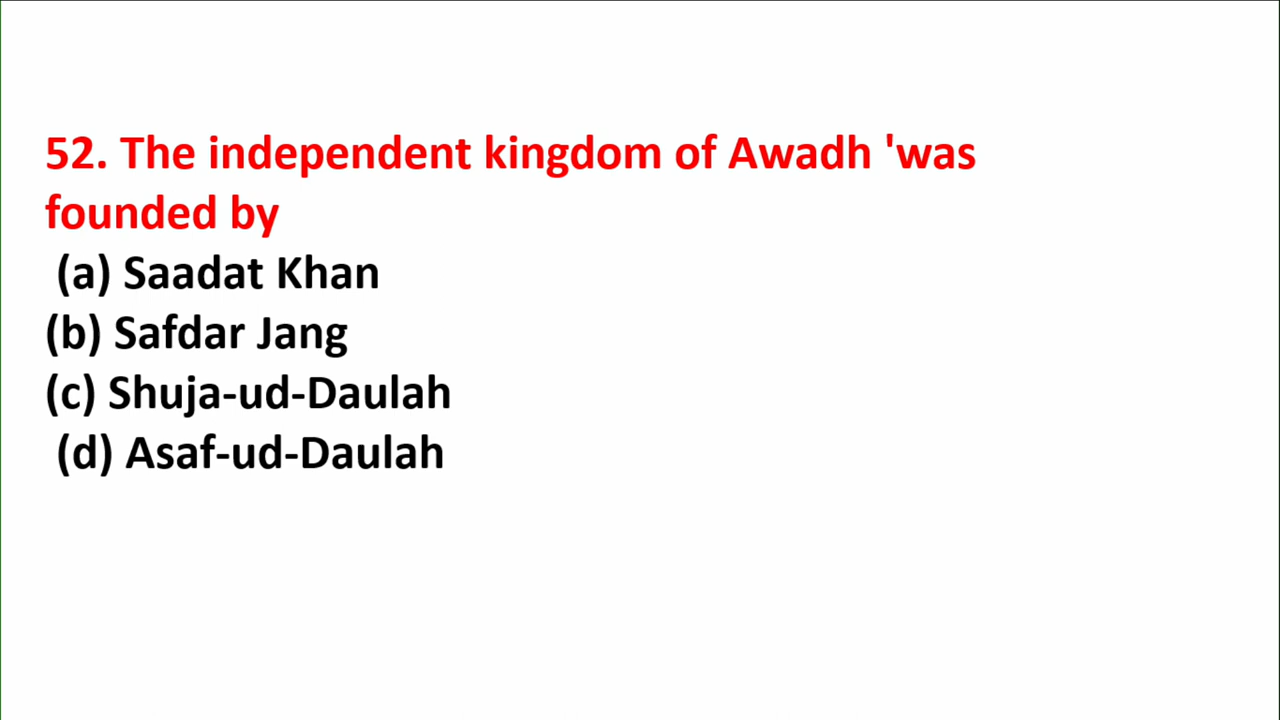 52. The independent kingdom of Awadh 'was
founded by
(a) Saadat Khan
(b) Safdar Jang
(c) Shuja-ud-Daulah
(d) Asaf-ud-Daulah